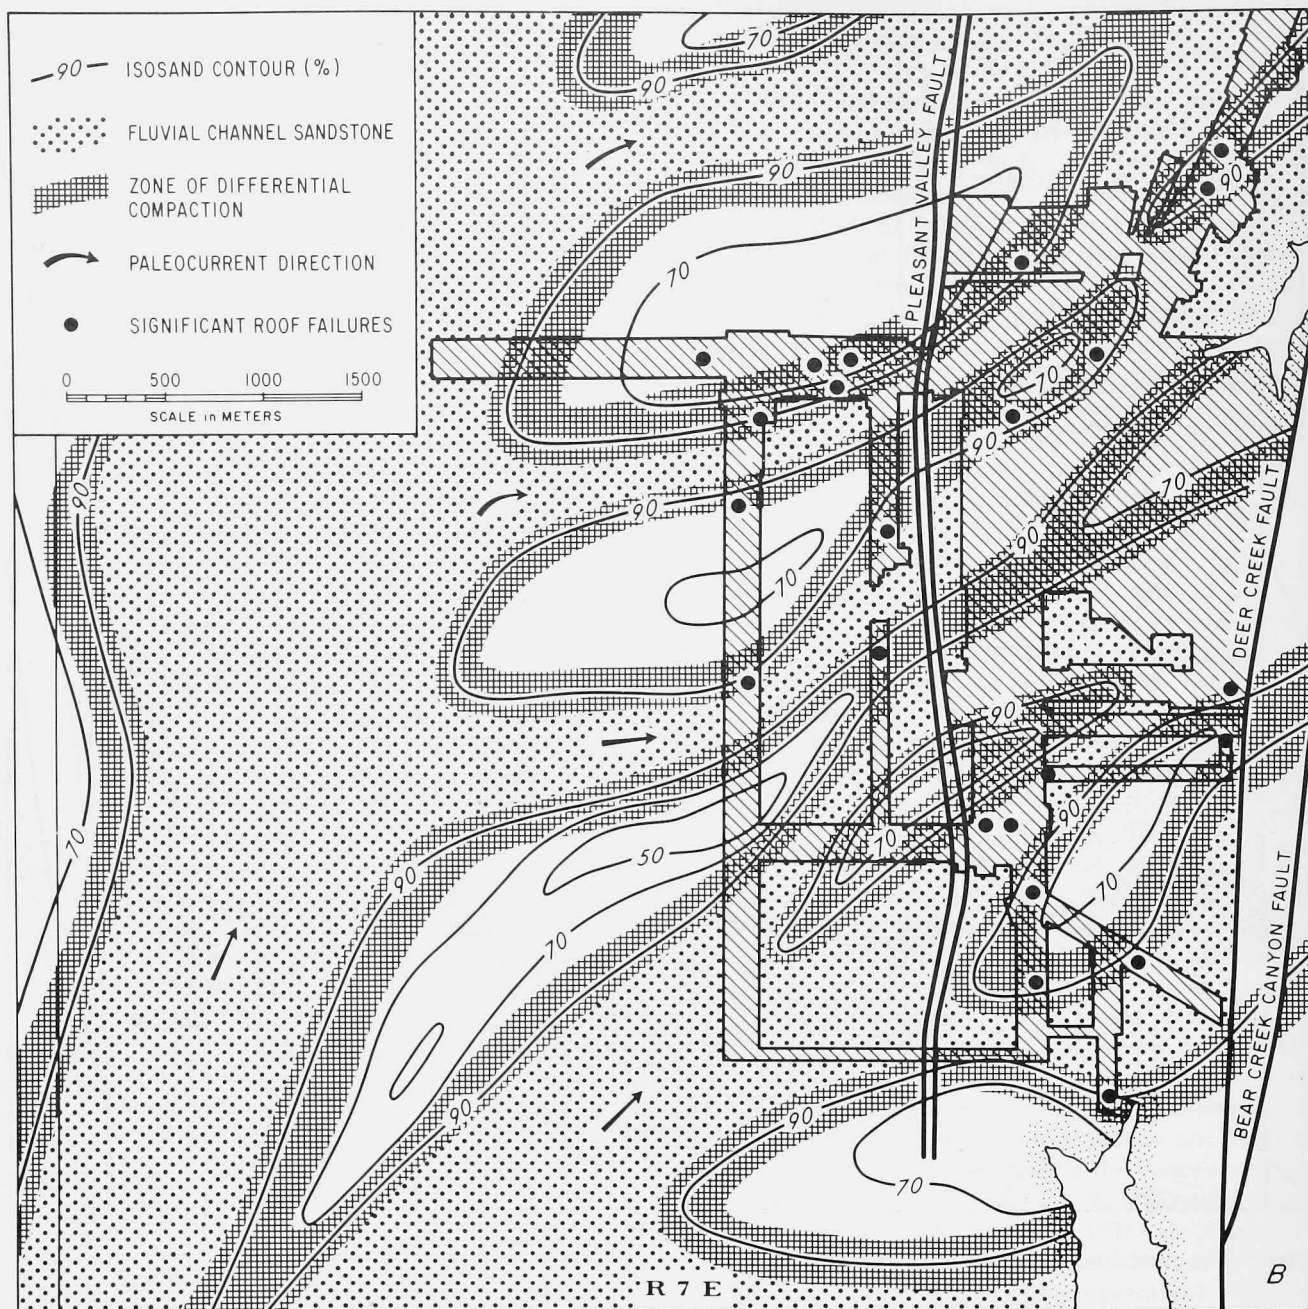 90 ISOSAND CONTOUR (%)
FLUVIAL CHANNEL SANDSTONE
ZONE OF DIFFERENTIAL
COMPACTION
PALEOCURRENT DIRECTION
SIGNIFICANT ROOF FAILURES
0 500 1000 1500
SCALE in METERS
70
90
PLEASANT VALLEY FAULT
90
90
70
70
90
90
70
90
90
70
DEER CREEK FAULT
70
90
90
70
50
90
70
90
70
70
BEAR CREEK CANYON FAULT
90
90
70
R 7 E
B